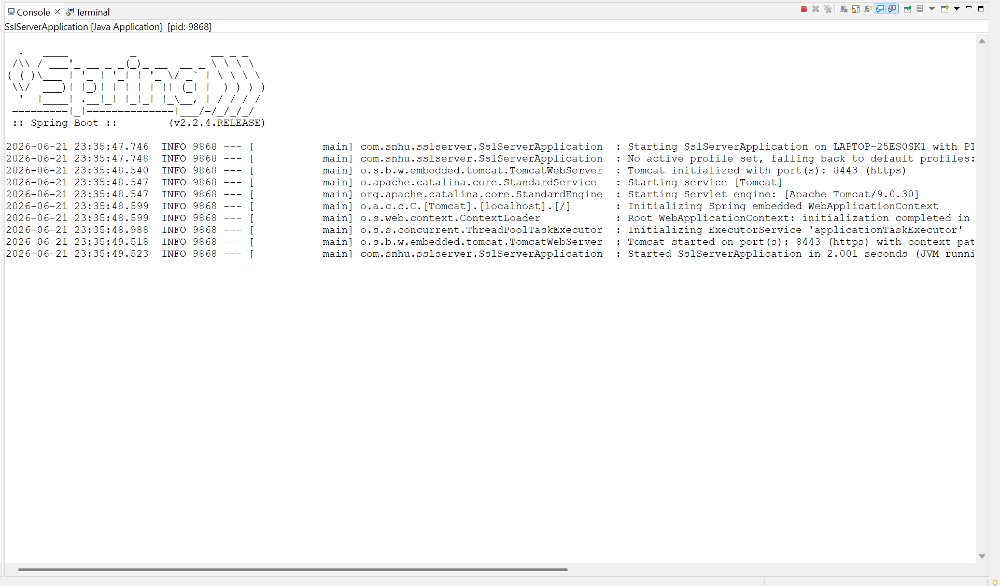 Console
Terminal
SslServerApplication [Java Application] [pid: 9868]
  .   ____          _            __ _ _
 /\\ / ___'_ __ _ _(_)_ __  __ _ \ \ \ \
( ( )\___ | '_ | '_| | '_ \/ _` | \ \ \ \
 \\/  ___)| |_)| | | | | || (_| |  ) ) ) )
  '  |____| .__|_| |_|_| |_\__, | / / / /
 =========|_|==============|___/=/_/_/_/
 :: Spring Boot ::        (v2.2.4.RELEASE)
2026-06-21 23:35:47.746  INFO 9868 --- [           main] com.snhu.sslserver.SslServerApplication  : Starting SslServerApplication on LAPTOP-25ES0SK1 with PI
2026-06-21 23:35:47.748  INFO 9868 --- [           main] com.snhu.sslserver.SslServerApplication  : No active profile set, falling back to default profiles:
2026-06-21 23:35:48.540  INFO 9868 --- [           main] o.s.b.w.embedded.tomcat.TomcatWebServer  : Tomcat initialized with port(s): 8443 (https)
2026-06-21 23:35:48.547  INFO 9868 --- [           main] o.apache.catalina.core.StandardService   : Starting service [Tomcat]
2026-06-21 23:35:48.547  INFO 9868 --- [           main] org.apache.catalina.core.StandardEngine  : Starting Servlet engine: [Apache Tomcat/9.0.30]
2026-06-21 23:35:48.599  INFO 9868 --- [           main] o.a.c.c.C.[Tomcat].[localhost].[/]       : Initializing Spring embedded WebApplicationContext
2026-06-21 23:35:48.599  INFO 9868 --- [           main] o.s.web.context.ContextLoader            : Root WebApplicationContext: initialization completed in
2026-06-21 23:35:48.988  INFO 9868 --- [           main] o.s.s.concurrent.ThreadPoolTaskExecutor  : Initializing ExecutorService 'applicationTaskExecutor'
2026-06-21 23:35:49.518  INFO 9868 --- [           main] o.s.b.w.embedded.tomcat.TomcatWebServer  : Tomcat started on port(s): 8443 (https) with context pat
2026-06-21 23:35:49.523  INFO 9868 --- [           main] com.snhu.sslserver.SslServerApplication  : Started SslServerApplication in 2.001 seconds (JVM runni